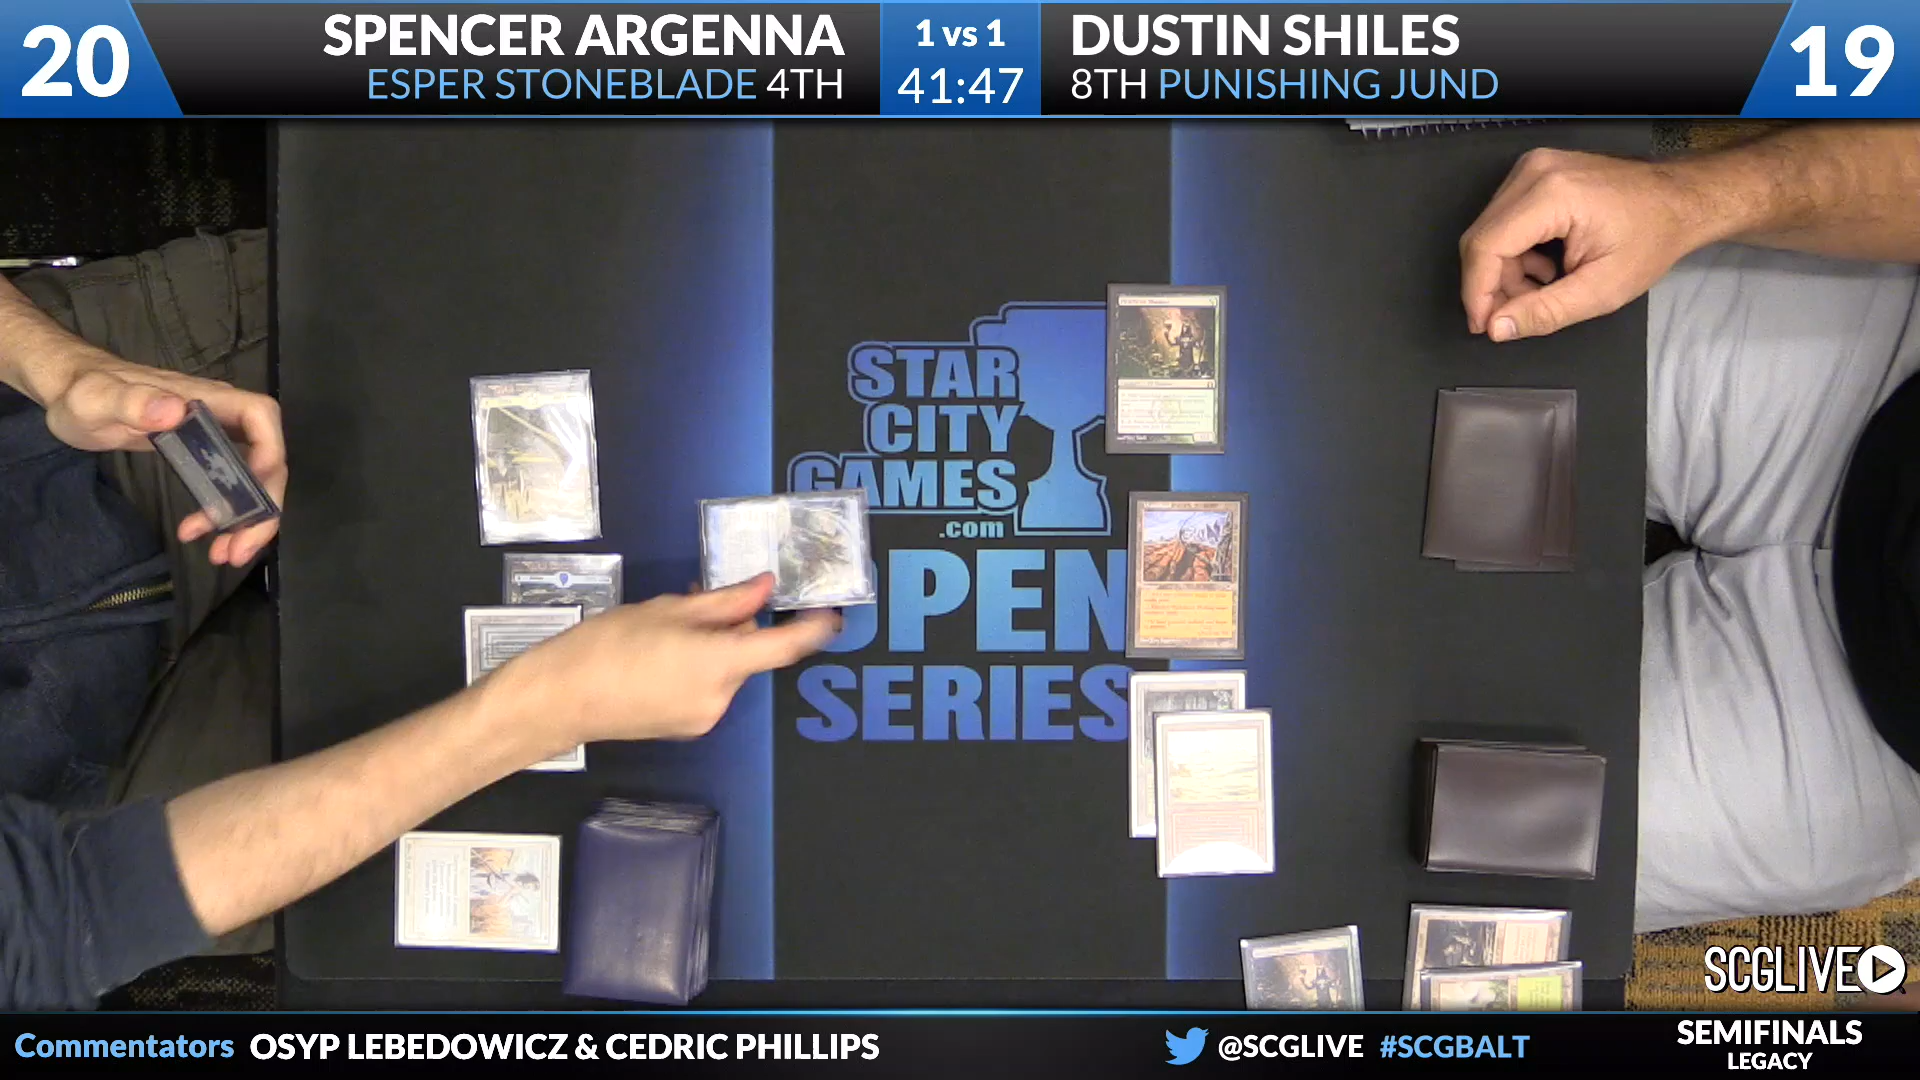 20
SPENCER ARGENNA
ESPER STONEBLADE 4TH
1 vs 1
41:47
DUSTIN SHILES
8TH PUNISHING JUND
19
STAR
CITY
GAMES
.com
OPEN
SERIES
SCGLIVE
Commentators OSYP LEBEDOWICZ & CEDRIC PHILLIPS
@SCGLIVE #SCGBALT
SEMIFINALS
LEGACY